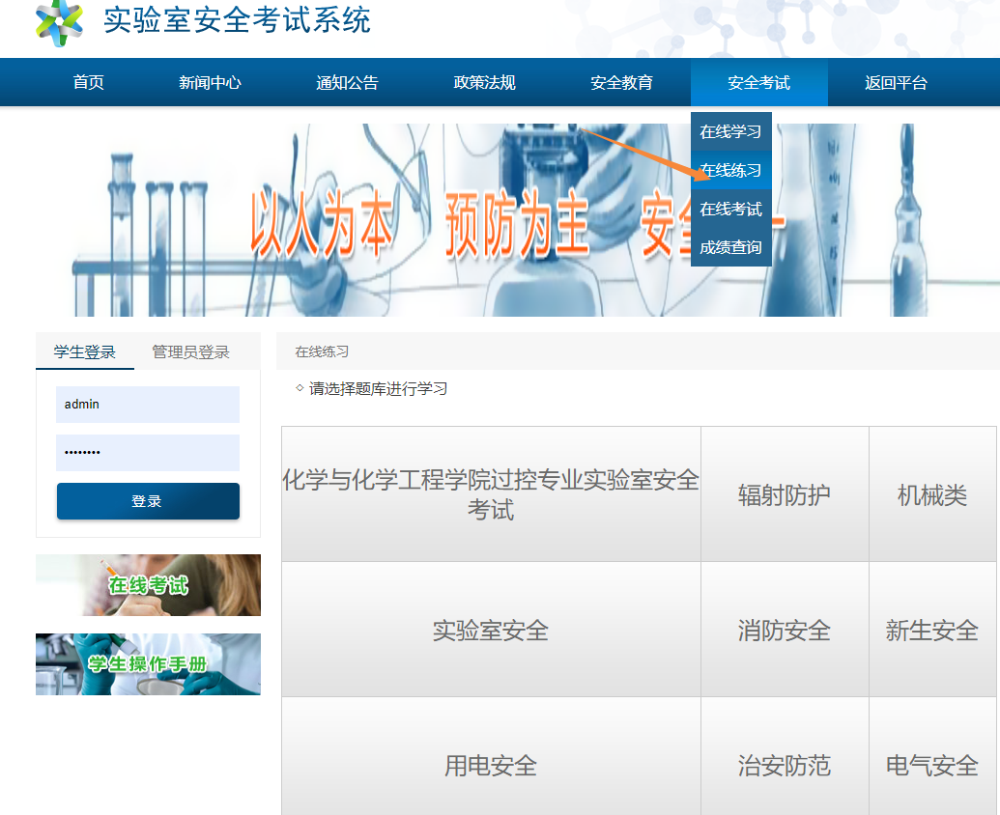 实验室安全考试系统
首页 新闻中心 通知公告 政策法规 安全教育 安全考试 返回平台
在线学习
在线练习
在线考试
成绩查询
以人为本 预防为主 安全
学生登录 管理员登录
admin
••••••••
登录
在线考试
学生操作手册
在线练习
◇ 请选择题库进行学习
化学与化学工程学院过控专业实验室安全
考试
辐射防护 机械类
实验室安全 消防安全 新生安全
用电安全 治安防范 电气安全